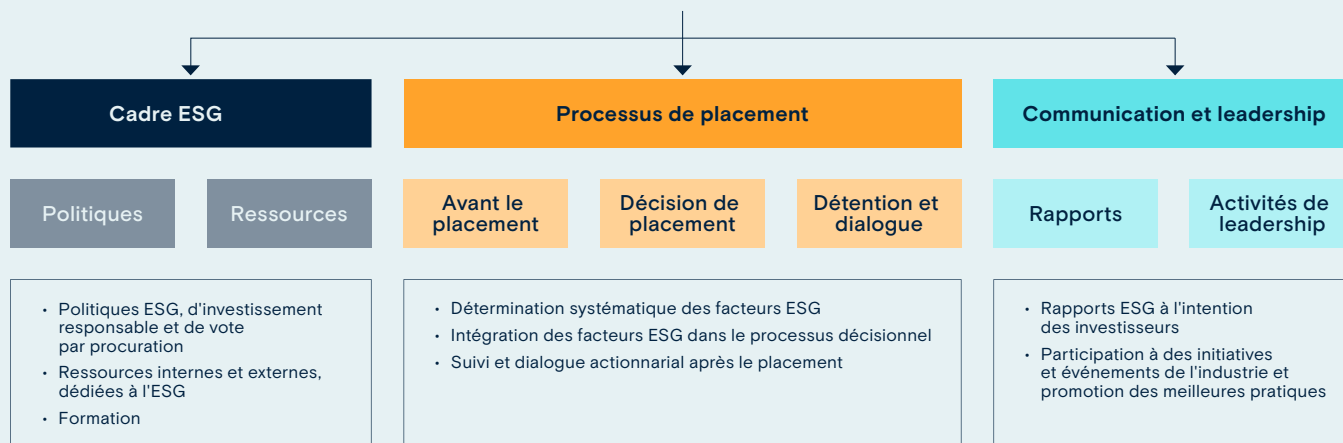 Cadre ESG
Processus de placement
Communication et leadership
Politiques
Ressources
Avant le
placement
Décision de
placement
Détention et
dialogue
Rapports
Activités de
leadership
• Politiques ESG, d'investissement
responsable et de vote
par procuration
• Ressources internes et externes,
dédiées à l'ESG
• Formation
• Détermination systématique des facteurs ESG
• Intégration des facteurs ESG dans le processus décisionnel
• Suivi et dialogue actionnarial après le placement
• Rapports ESG à l'intention
des investisseurs
• Participation à des initiatives
et événements de l'industrie et
promotion des meilleures pratiques